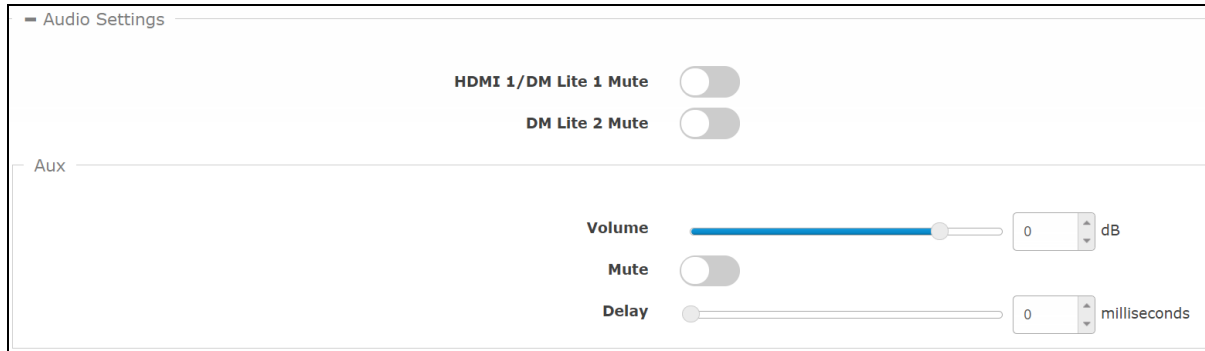 Audio Settings
HDMI 1/DM Lite 1 Mute
DM Lite 2 Mute
Aux
Volume 0 dB
Mute
Delay 0 milliseconds